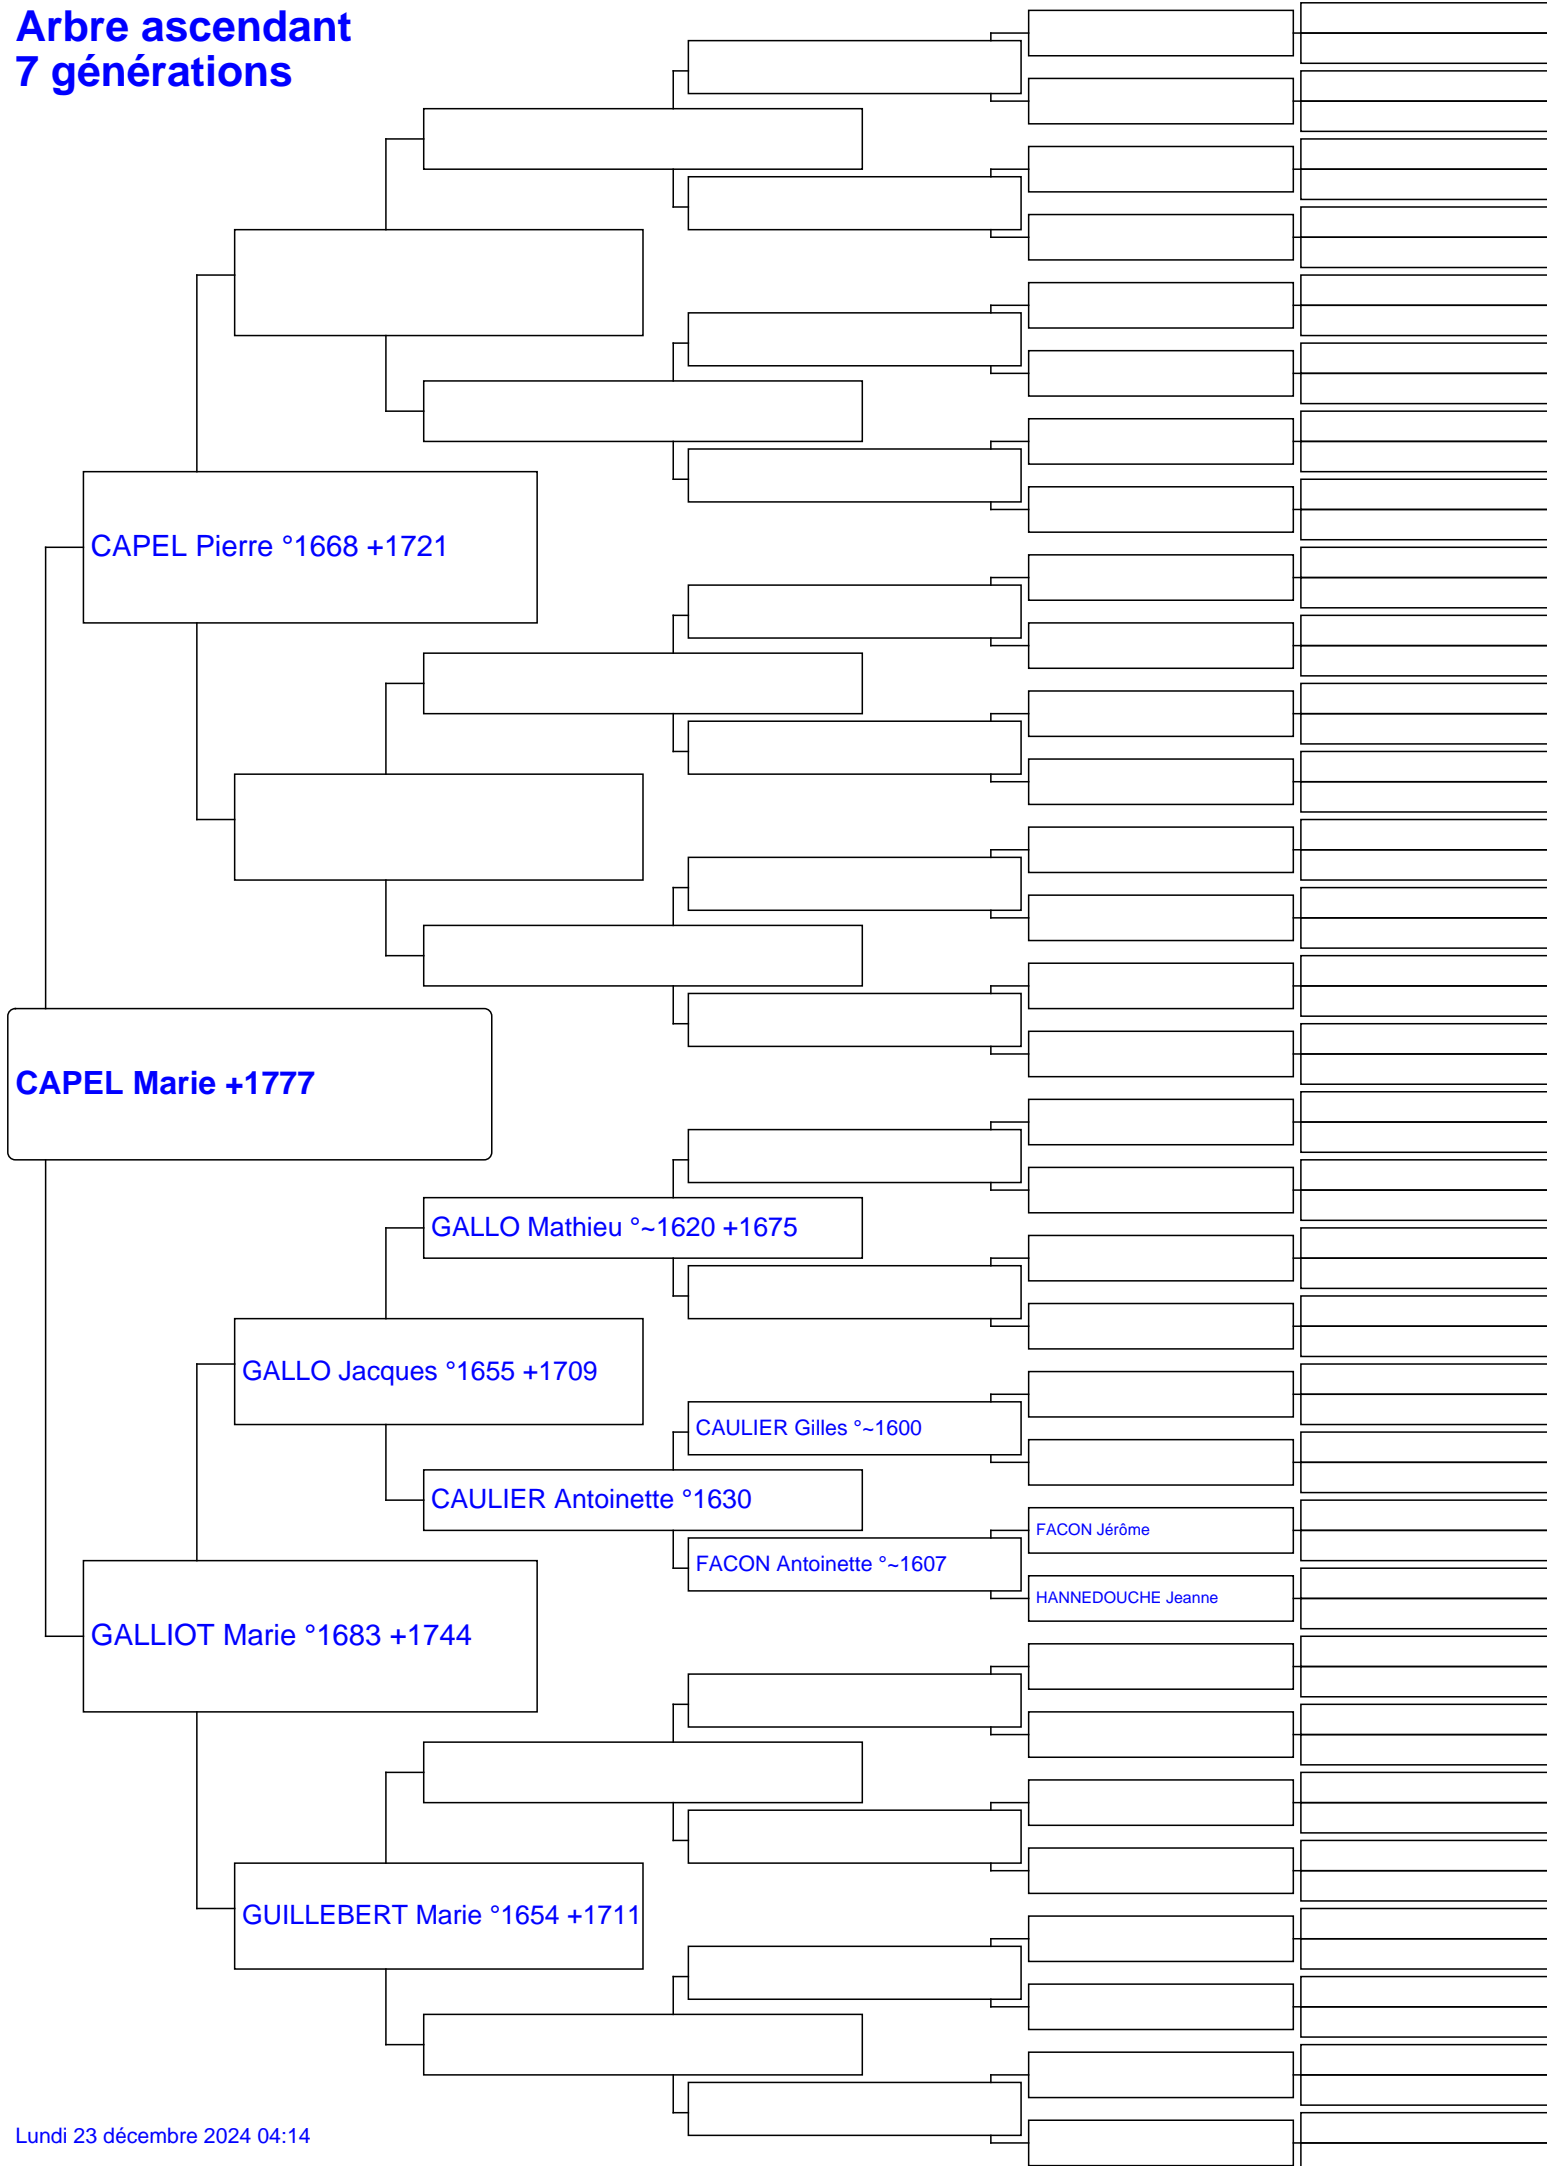 Arbre ascendant
7 générations
CAPEL Pierre °1668 +1721
CAPEL Marie +1777
GALLO Mathieu °~1620 +1675
GALLO Jacques °1655 +1709
CAULIER Gilles °~1600
CAULIER Antoinette °1630
FACON Jérôme
FACON Antoinette °~1607
HANNEDOUCHE Jeanne
GALLIOT Marie °1683 +1744
GUILLEBERT Marie °1654 +1711
Lundi 23 décembre 2024 04:14